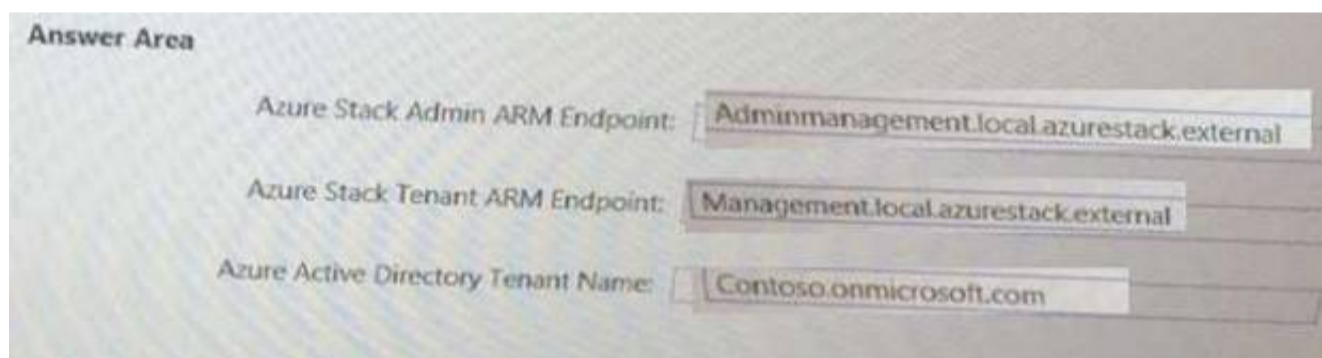 Answer Area
Azure Stack Admin ARM Endpoint: Adminmanagement.local.azurestack.external
Azure Stack Tenant ARM Endpoint: Management.local.azurestack.external
Azure Active Directory Tenant Name: Contoso.onmicrosoft.com